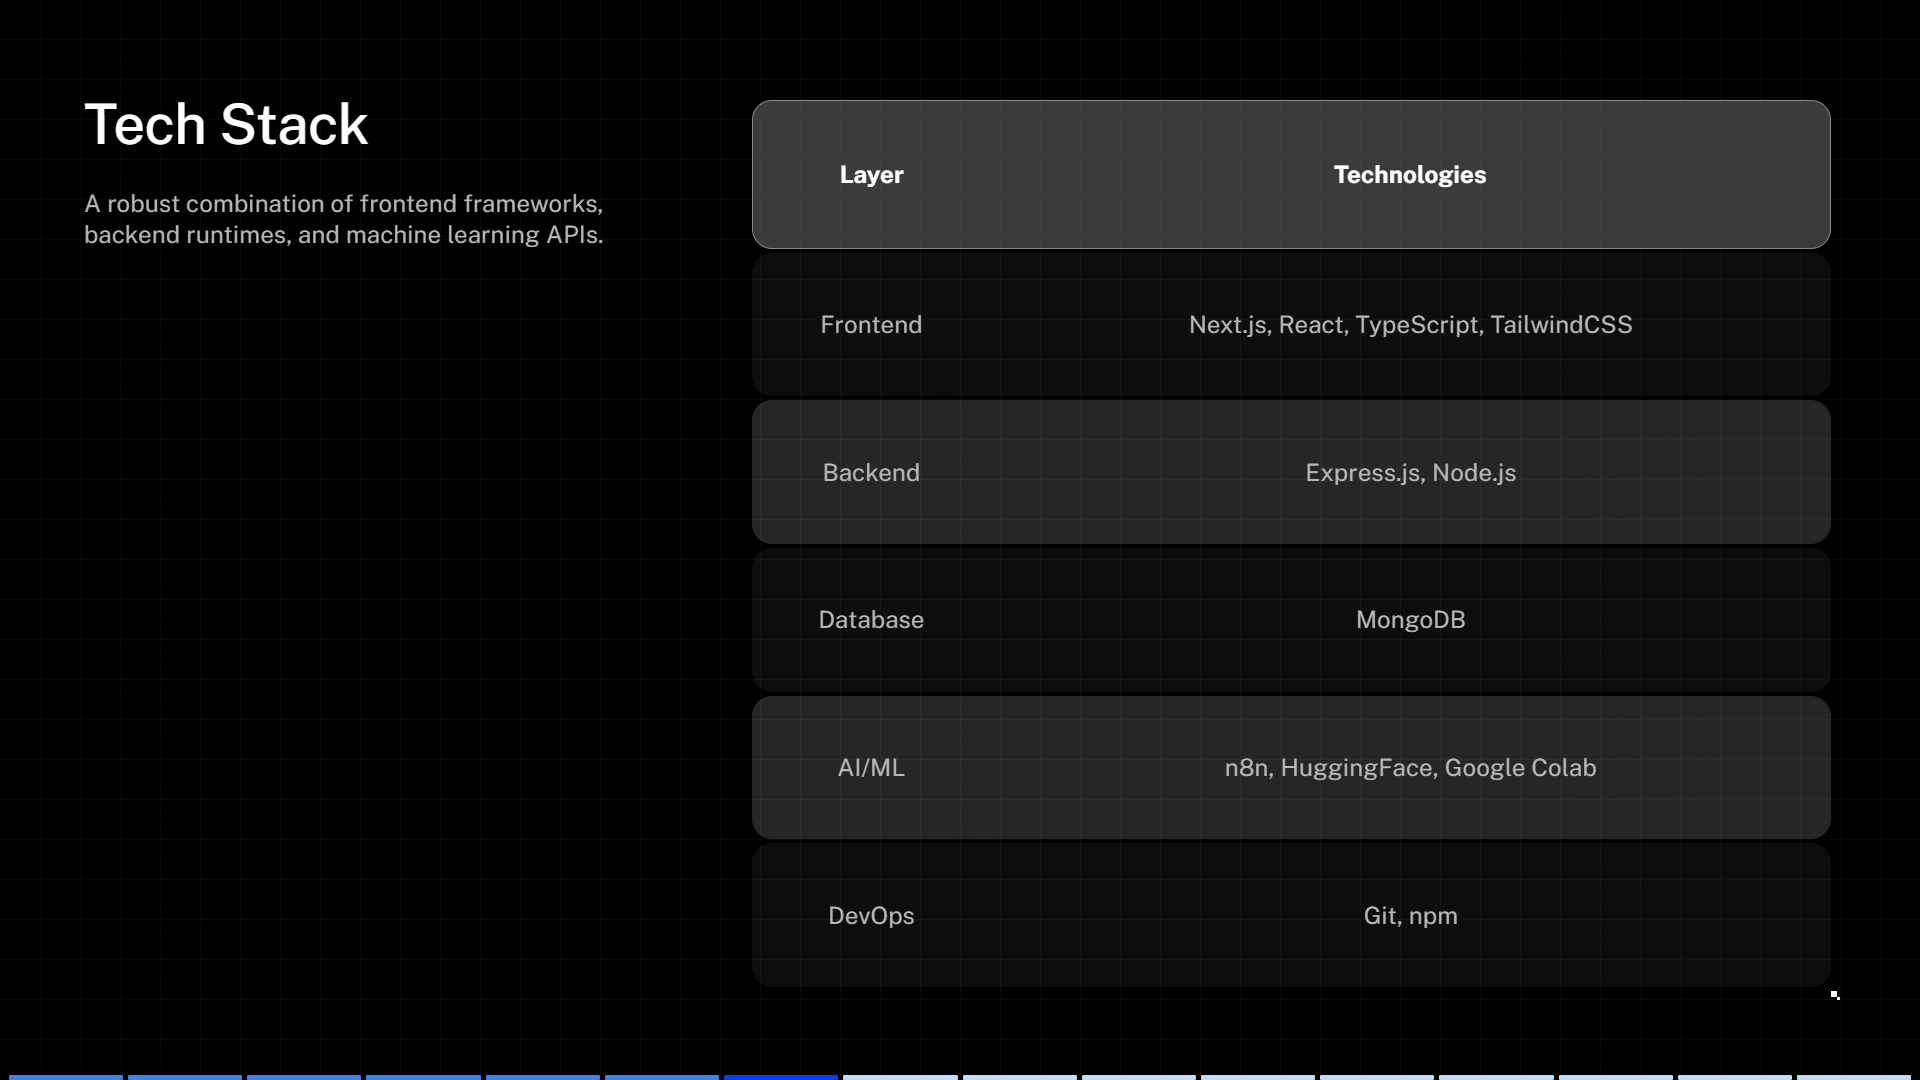 Tech Stack
A robust combination of frontend frameworks,
backend runtimes, and machine learning APIs.
Layer Technologies
Frontend Next.js, React, TypeScript, TailwindCSS
Backend Express.js, Node.js
Database MongoDB
AI/ML n8n, HuggingFace, Google Colab
DevOps Git, npm